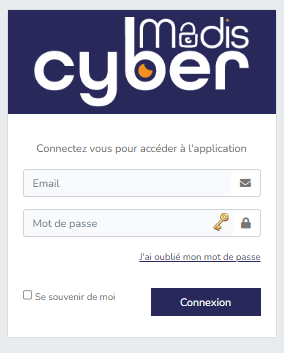 Madis
cyber
Connectez vous pour accéder à l'application
Email
Mot de passe
J'ai oublié mon mot de passe
Se souvenir de moi
Connexion